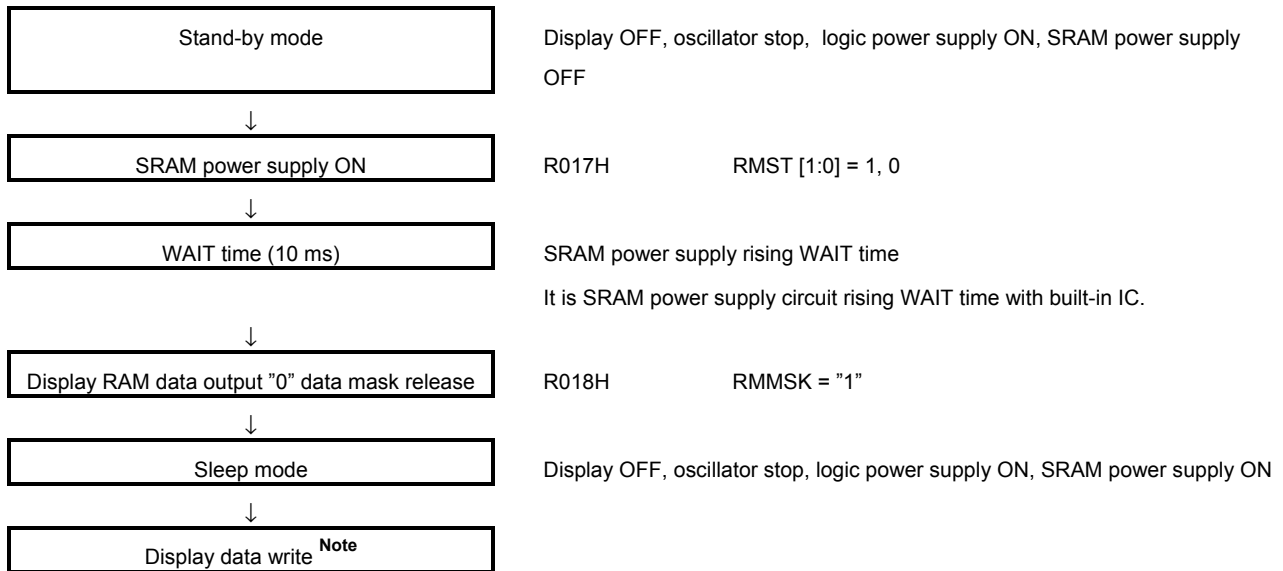 Stand-by mode Display OFF, oscillator stop, logic power supply ON, SRAM power supply
OFF
↓
SRAM power supply ON R017H RMST [1:0] = 1, 0
↓
WAIT time (10 ms) SRAM power supply rising WAIT time
It is SRAM power supply circuit rising WAIT time with built-in IC.
↓
Display RAM data output ”0” data mask release R018H RMMSK = ”1”
↓
Sleep mode Display OFF, oscillator stop, logic power supply ON, SRAM power supply ON
↓
Display data write Note